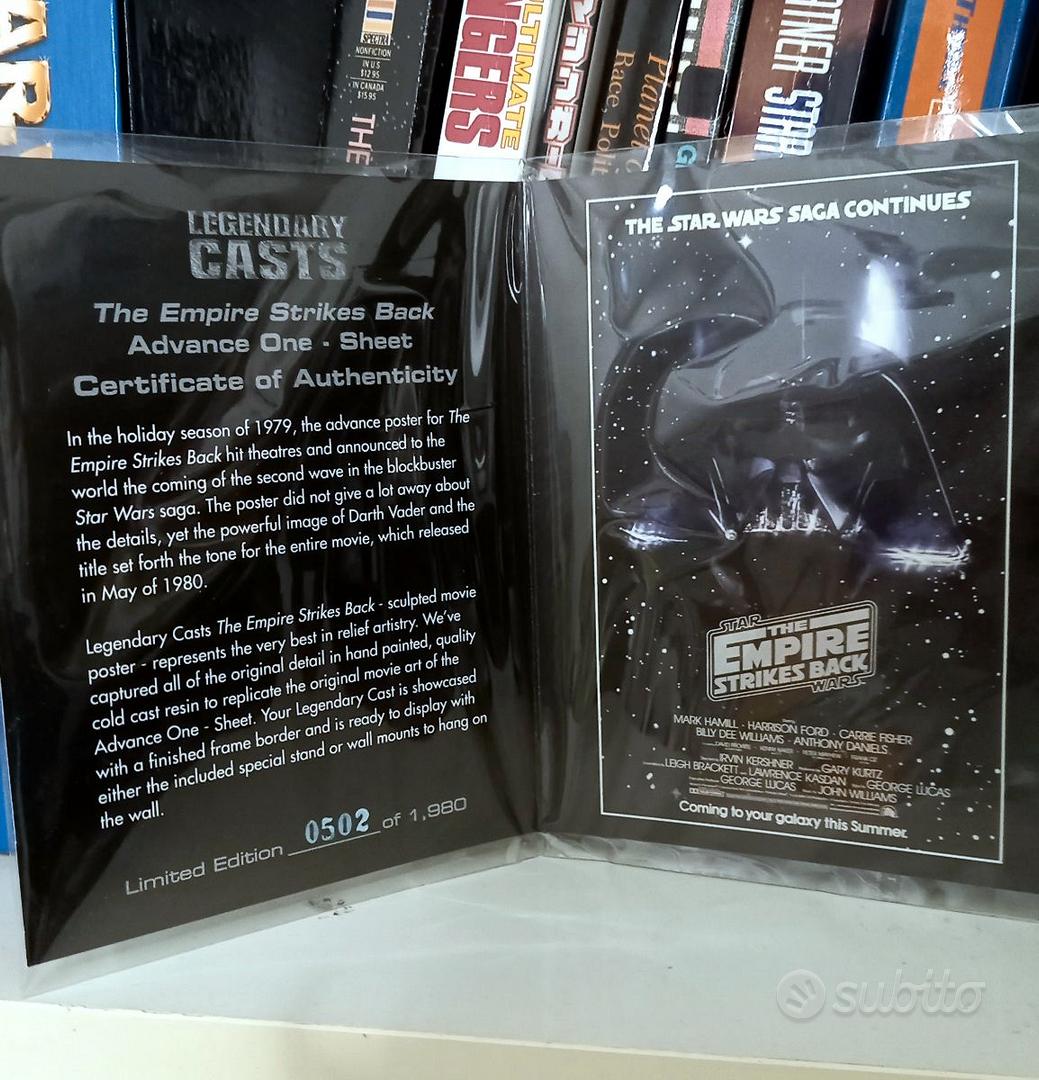 NONFICTION
IN U.S
$12.95
IN CANADA
$15.95
THE
ULTIMATE
Race, Polit
LEGENDARY
CASTS
The Empire Strikes Back
Advance One - Sheet
Certificate of Authenticity
In the holiday season of 1979, the advance poster for The
Empire Strikes Back hit theatres and announced to the
world the coming of the second wave in the blockbuster
Star Wars saga. The poster did not give a lot away about
the details, yet the powerful image of Darth Vader and the
title set forth the tone for the entire movie, which released
in May of 1980.
Legendary Casts The Empire Strikes Back - sculpted movie
poster - represents the very best in relief artistry. We've
captured all of the original detail in hand painted, quality
cold cast resin to replicate the original movie art of the
Advance One - Sheet. Your Legendary Cast is showcased
with a finished frame border and is ready to display with
either the included special stand or wall mounts to hang on
the wall.
Limited Edition 0502 of 1,980
THE STAR WARS SAGA CONTINUES
STAR
THE
EMPIRE
STRIKES BACK
WARS
MARK HAMILL · HARRISON FORD · CARRIE FISHER
BILLY DEE WILLIAMS · ANTHONY DANIELS
IRVIN KERSHNER GARY KURTZ
LEIGH BRACKETT LAWRENCE KASDAN GEORGE LUCAS
GEORGE LUCAS JOHN WILLIAMS
Coming to your galaxy this Summer.
subito